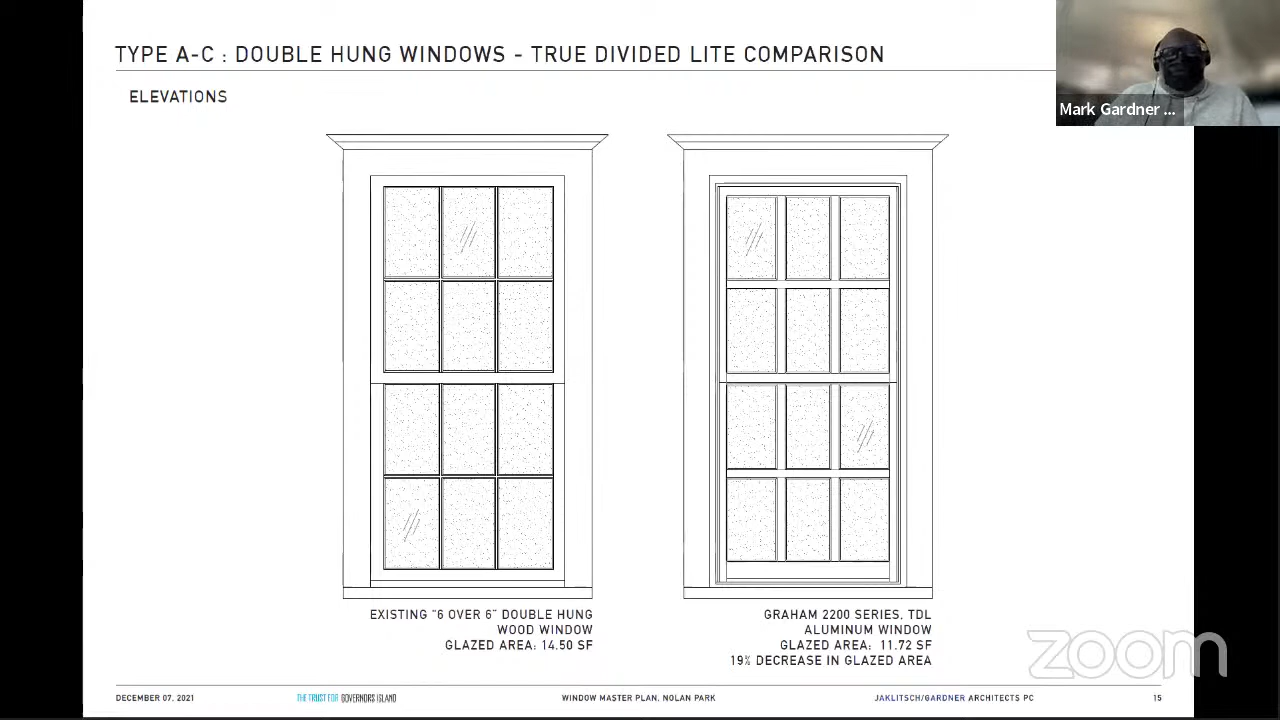 TYPE A-C : DOUBLE HUNG WINDOWS - TRUE DIVIDED LITE COMPARISON
ELEVATIONS
Mark Gardner ...
EXISTING "6 OVER 6" DOUBLE HUNG
WOOD WINDOW
GLAZED AREA: 14.50 SF
GRAHAM 2200 SERIES, TDL
ALUMINUM WINDOW
GLAZED AREA: 11.72 SF
19% DECREASE IN GLAZED AREA
zoom
DECEMBER 07, 2021
THE TRUST FOR GOVERNORS ISLAND
WINDOW MASTER PLAN, NOLAN PARK
JAKLITSCH/GARDNER ARCHITECTS PC
15